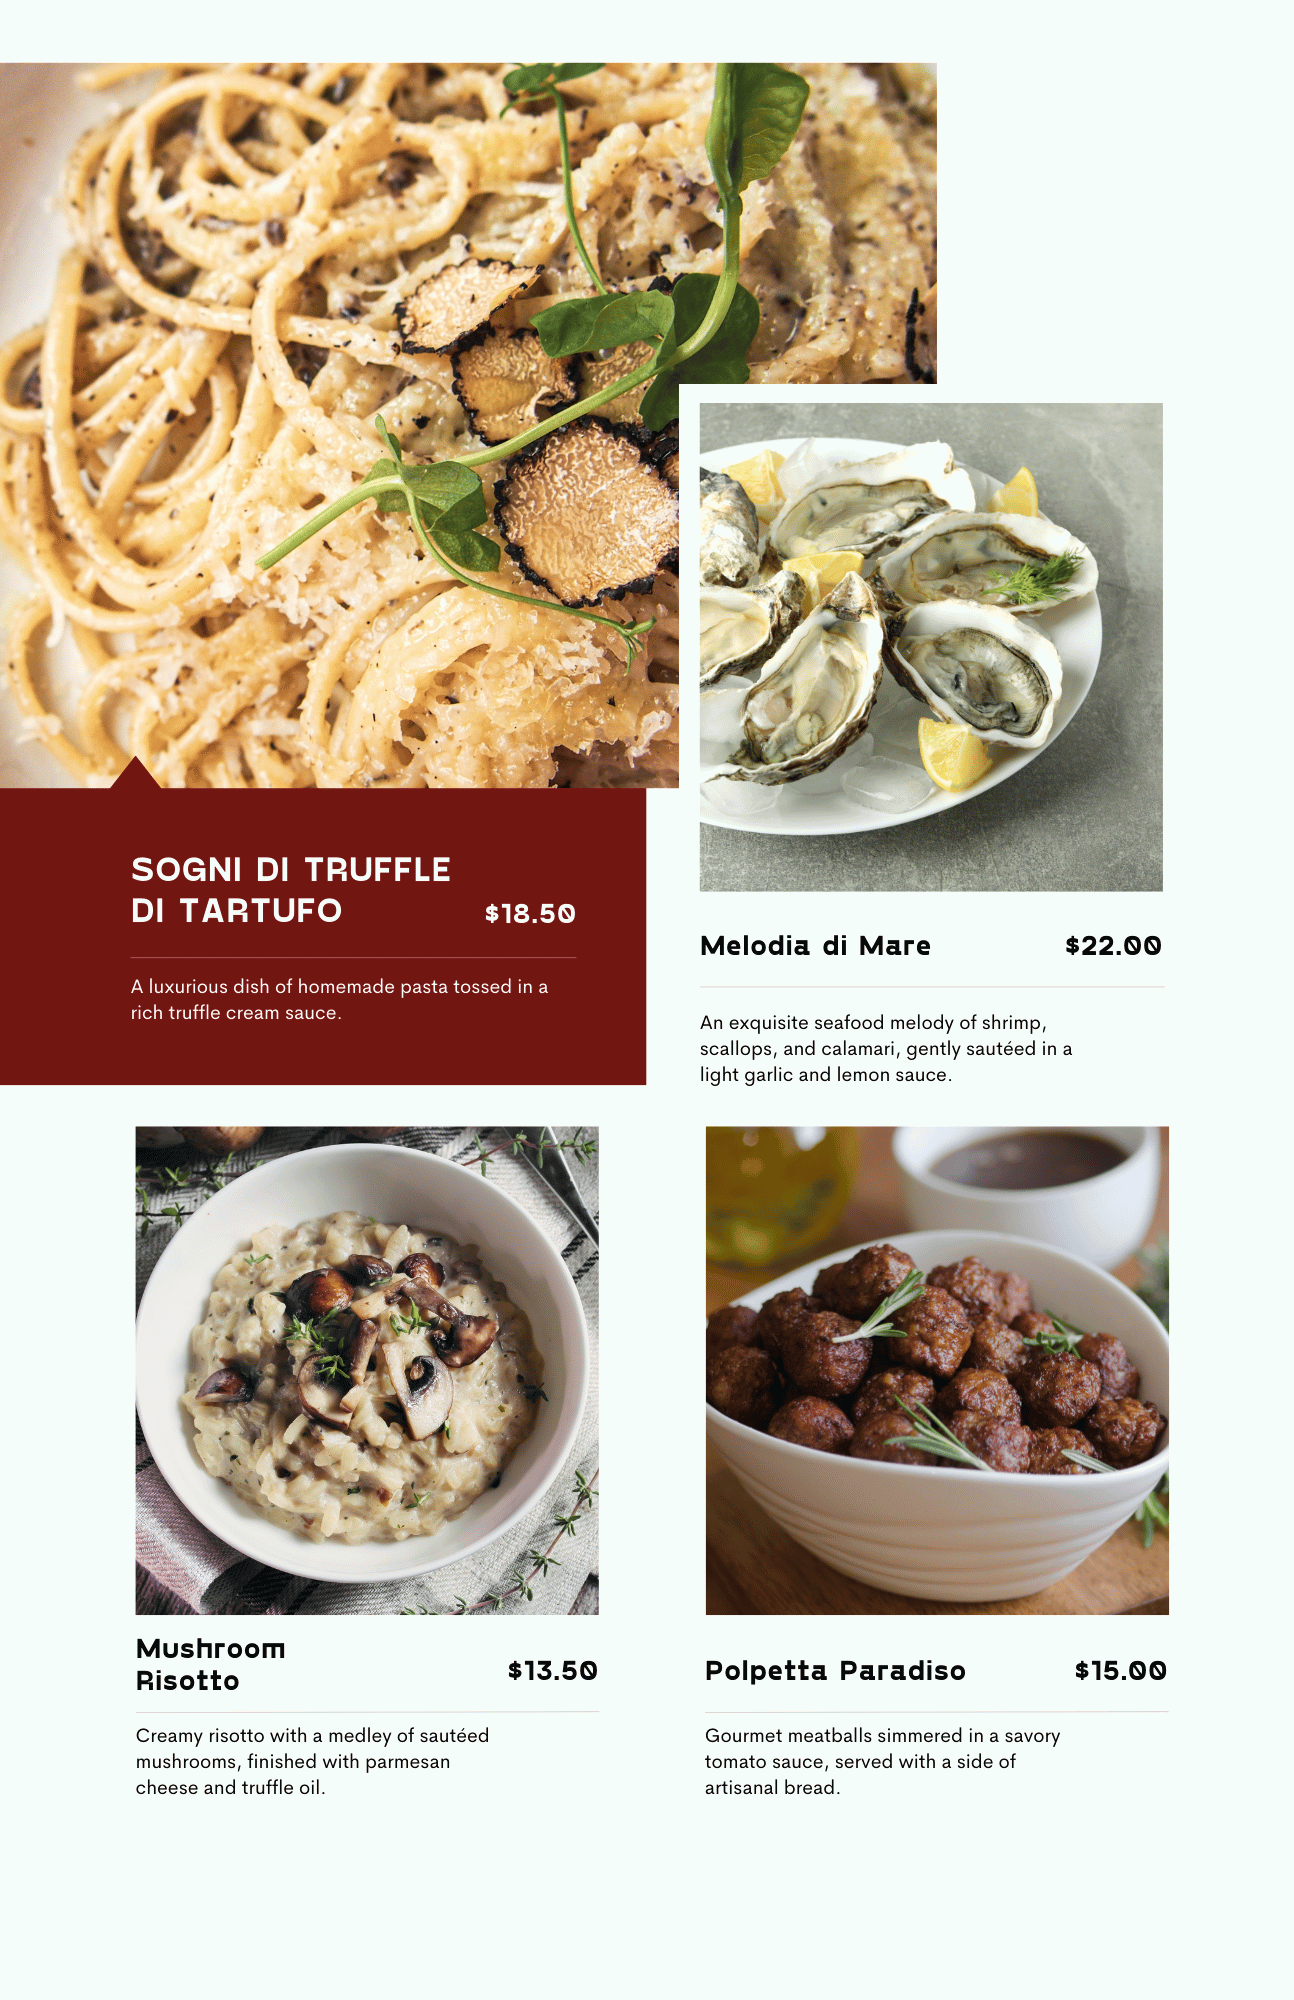 SOGNI DI TRUFFLE
DI TARTUFO
$18.50
A luxurious dish of homemade pasta tossed in a
rich truffle cream sauce.
Melodia di Mare
$22.00
An exquisite seafood melody of shrimp,
scallops, and calamari, gently sautéed in a
light garlic and lemon sauce.
Mushroom
Risotto
$13.50
Creamy risotto with a medley of sautéed
mushrooms, finished with parmesan
cheese and truffle oil.
Polpetta Paradiso
$15.00
Gourmet meatballs simmered in a savory
tomato sauce, served with a side of
artisanal bread.